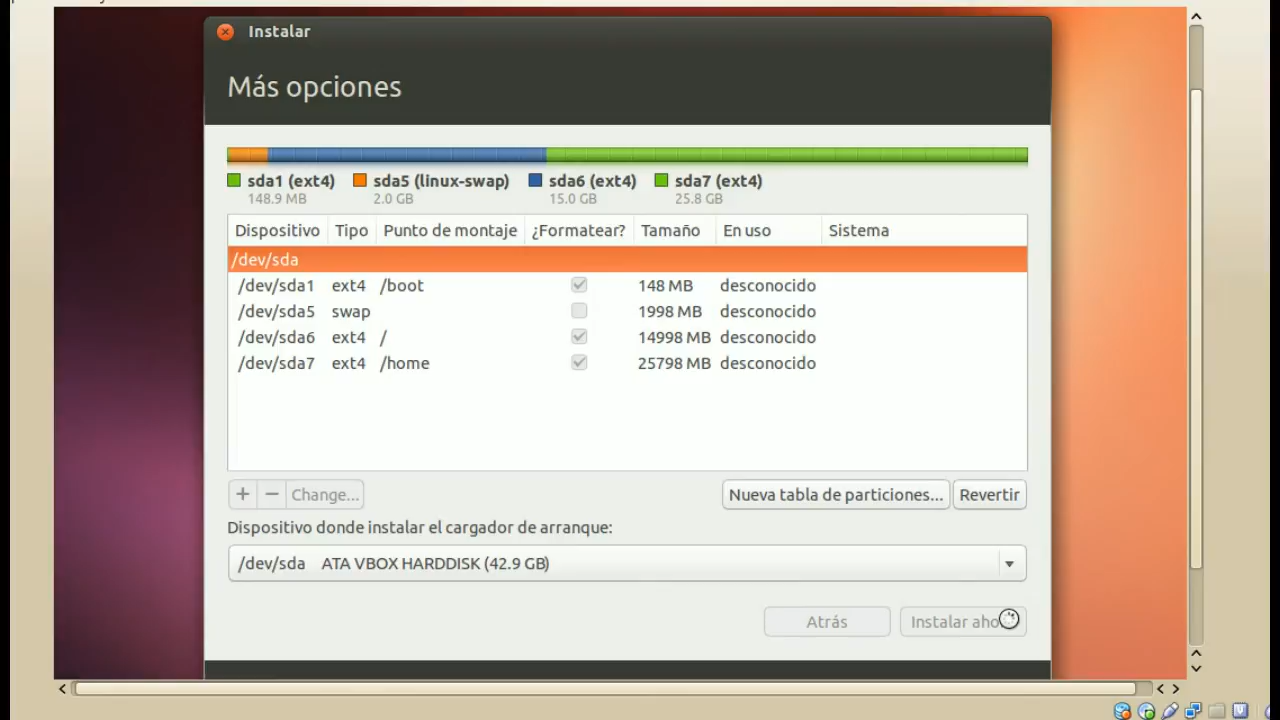 Instalar
Más opciones
sda1 (ext4) sda5 (linux-swap) sda6 (ext4) sda7 (ext4)
148.9 MB 2.0 GB 15.0 GB 25.8 GB
Dispositivo Tipo Punto de montaje ¿Formatear? Tamaño En uso Sistema
/dev/sda
/dev/sda1 ext4 /boot 148 MB desconocido
/dev/sda5 swap 1998 MB desconocido
/dev/sda6 ext4 / 14998 MB desconocido
/dev/sda7 ext4 /home 25798 MB desconocido
+ − Change... Nueva tabla de particiones... Revertir
Dispositivo donde instalar el cargador de arranque:
/dev/sda ATA VBOX HARDDISK (42.9 GB)
Atrás Instalar